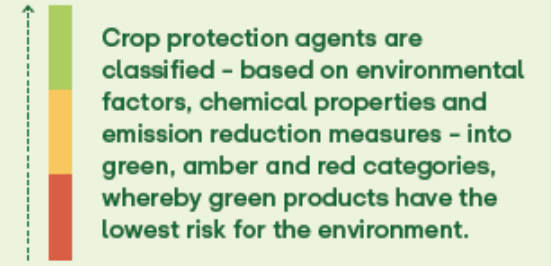 Crop protection agents are
classified - based on environmental
factors, chemical properties and
emission reduction measures - into
green, amber and red categories,
whereby green products have the
lowest risk for the environment.